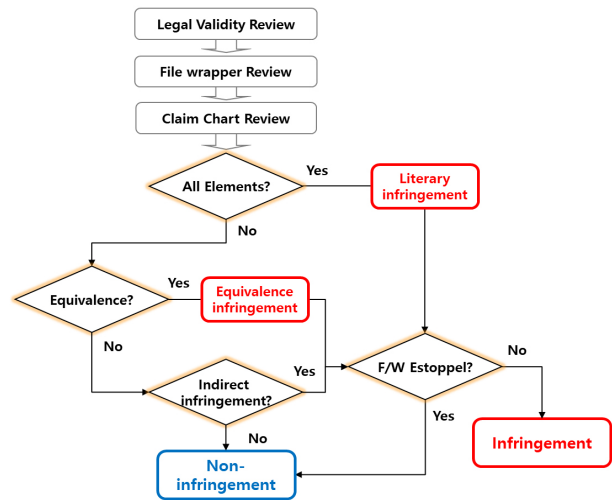 Legal Validity Review
File wrapper Review
Claim Chart Review
All Elements?
Yes
Literary
infringement
No
Equivalence?
Yes
Equivalence
infringement
No
Indirect
infringement?
Yes
F/W Estoppel?
No
Yes
No
Infringement
Non-
infringement